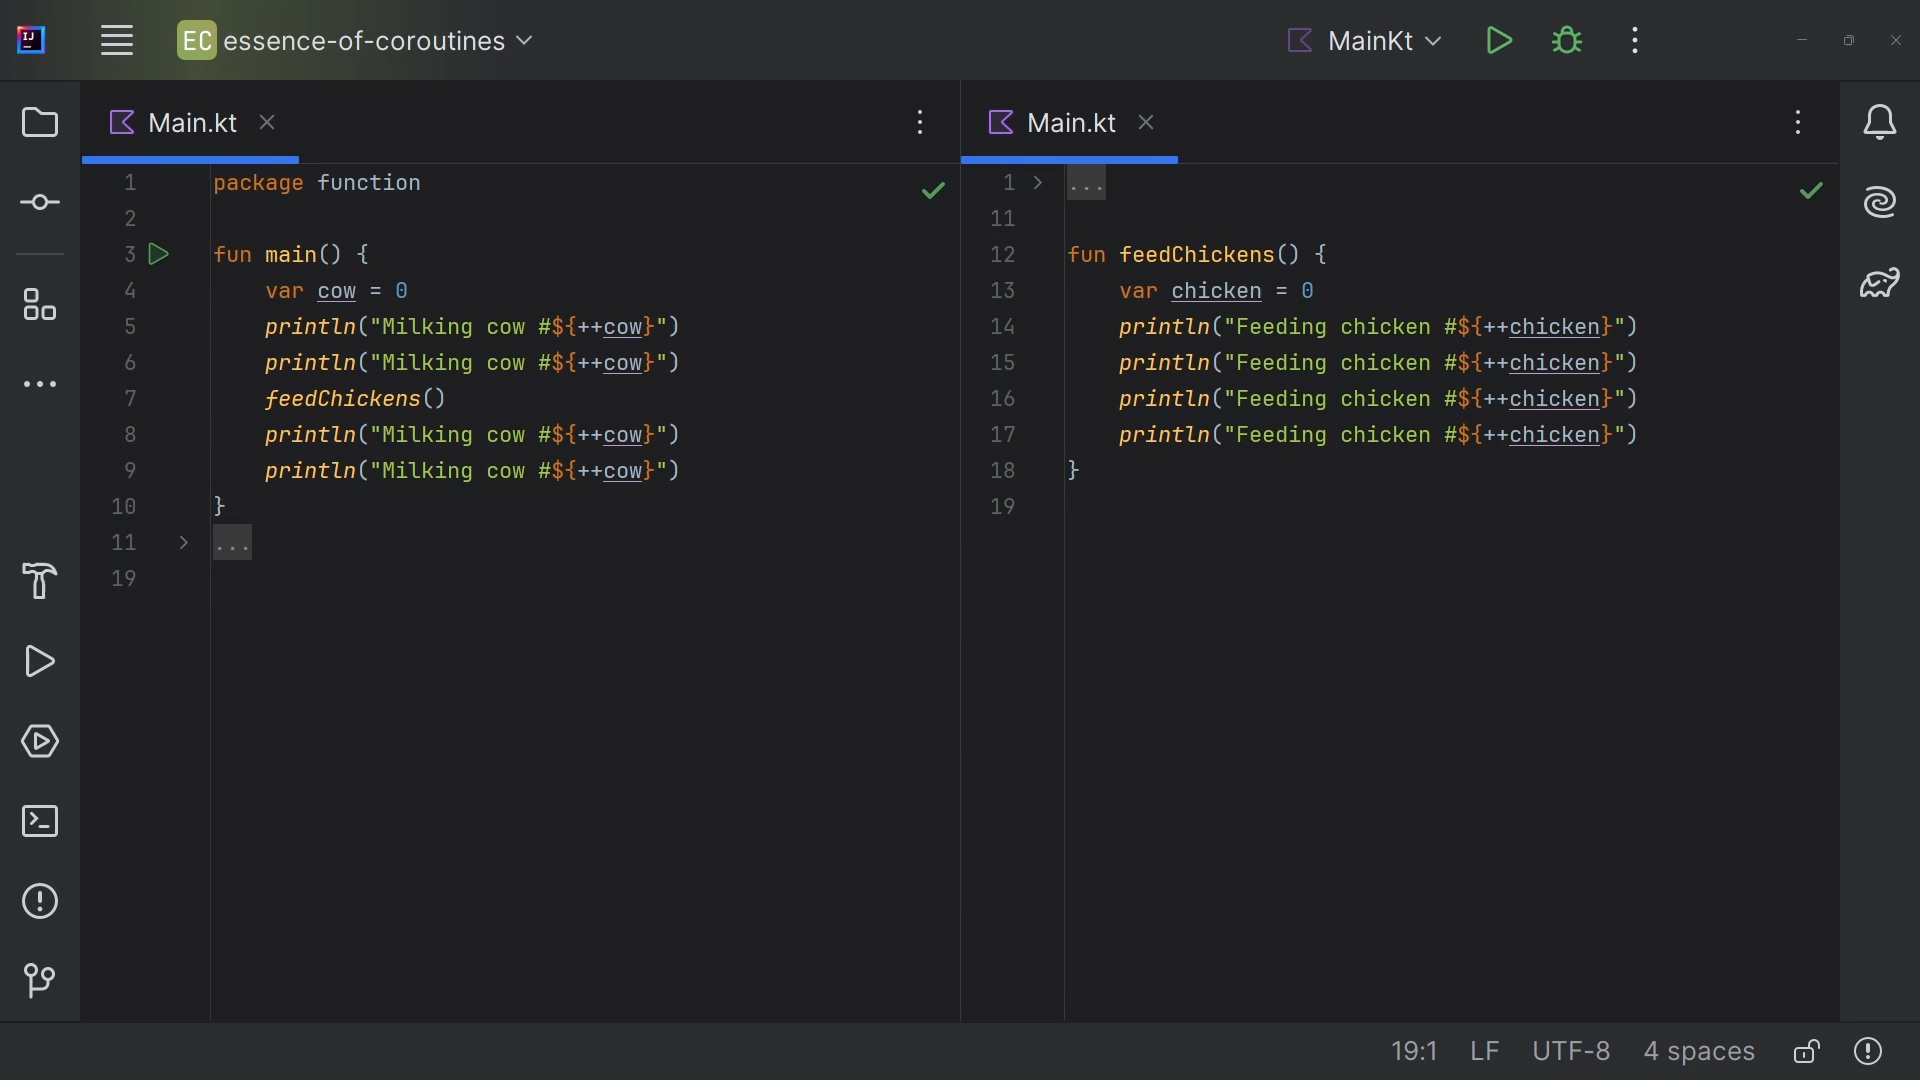 IJ
EC essence-of-coroutines
MainKt
Main.kt
1 package function
2
3 fun main() {
4 var cow = 0
5 println("Milking cow #${++cow}")
6 println("Milking cow #${++cow}")
7 feedChickens()
8 println("Milking cow #${++cow}")
9 println("Milking cow #${++cow}")
10 }
11 ...
19
Main.kt
1 ...
11
12 fun feedChickens() {
13 var chicken = 0
14 println("Feeding chicken #${++chicken}")
15 println("Feeding chicken #${++chicken}")
16 println("Feeding chicken #${++chicken}")
17 println("Feeding chicken #${++chicken}")
18 }
19
19:1 LF UTF-8 4 spaces